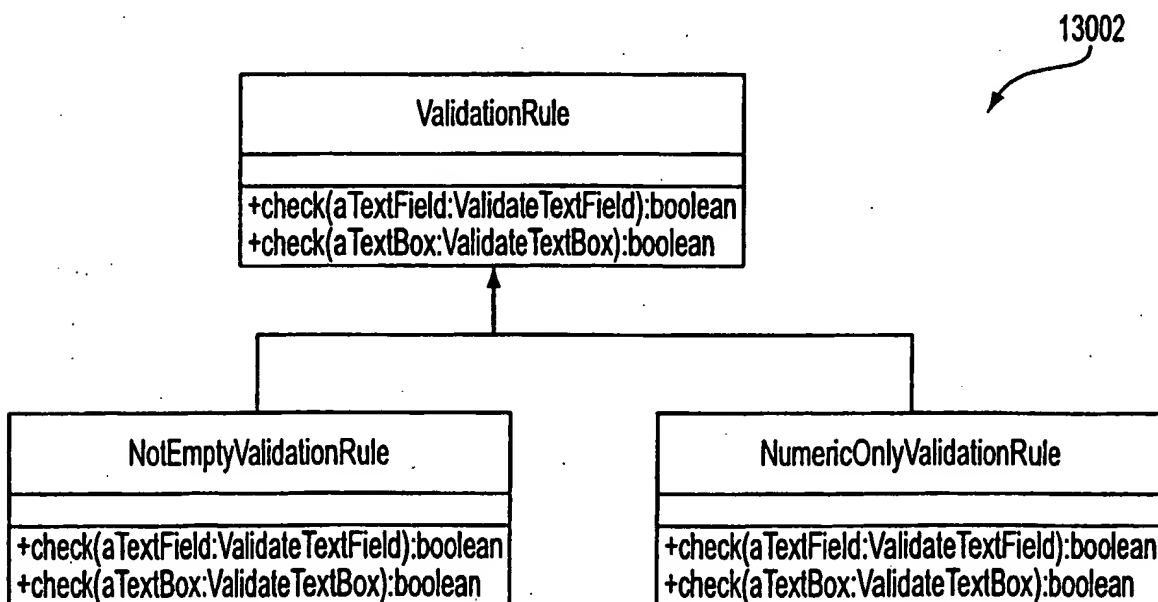 13002
ValidationRule
+check(aTextField:ValidateTextField):boolean
+check(aTextBox:ValidateTextBox):boolean
NotEmptyValidationRule
+check(aTextField:ValidateTextField):boolean
+check(aTextBox:ValidateTextBox):boolean
NumericOnlyValidationRule
+check(aTextField:ValidateTextField):boolean
+check(aTextBox:ValidateTextBox):boolean